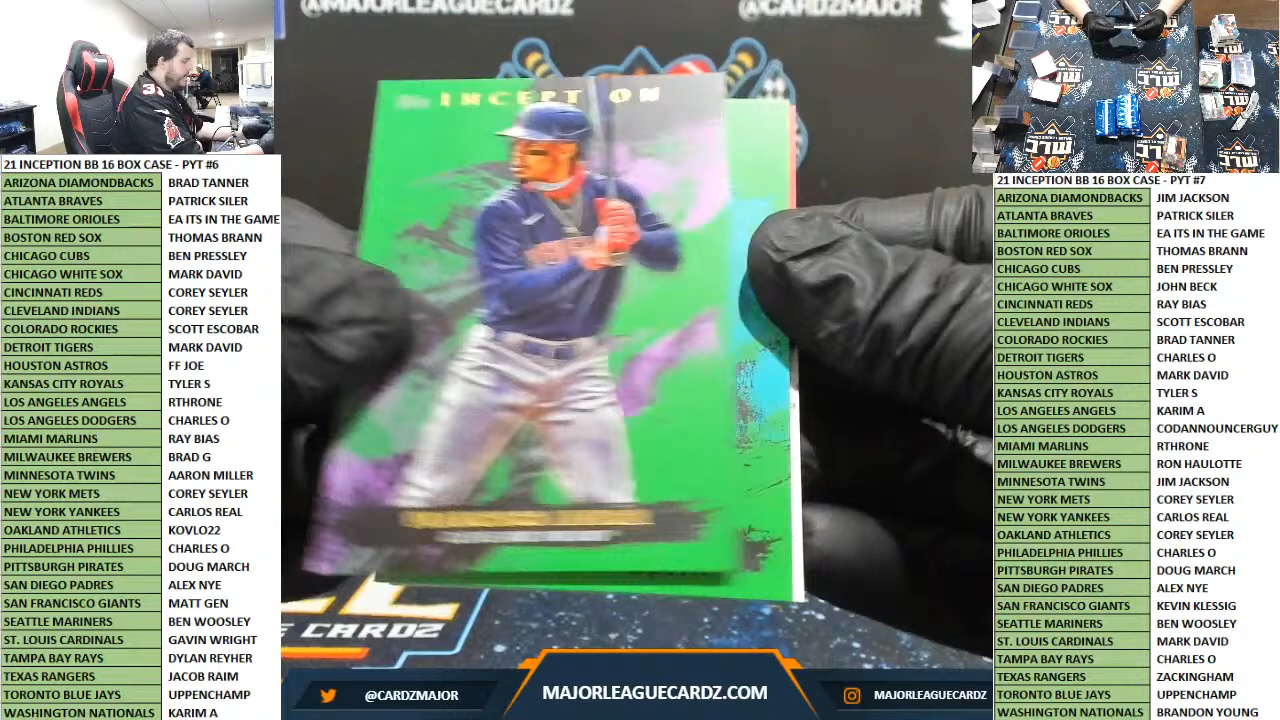 @MAJORLEAGUECARDZ
@CARDZMAJOR
INCEPTION
21 INCEPTION BB 16 BOX CASE - PYT #6
ARIZONA DIAMONDBACKS BRAD TANNER
ATLANTA BRAVES PATRICK SILER
BALTIMORE ORIOLES EA ITS IN THE GAME
BOSTON RED SOX THOMAS BRANN
CHICAGO CUBS BEN PRESSLEY
CHICAGO WHITE SOX MARK DAVID
CINCINNATI REDS COREY SEYLER
CLEVELAND INDIANS COREY SEYLER
COLORADO ROCKIES SCOTT ESCOBAR
DETROIT TIGERS MARK DAVID
HOUSTON ASTROS FF JOE
KANSAS CITY ROYALS TYLER S
LOS ANGELES ANGELS RTHRONE
LOS ANGELES DODGERS CHARLES O
MIAMI MARLINS RAY BIAS
MILWAUKEE BREWERS BRAD G
MINNESOTA TWINS AARON MILLER
NEW YORK METS COREY SEYLER
NEW YORK YANKEES CARLOS REAL
OAKLAND ATHLETICS KOVLO22
PHILADELPHIA PHILLIES CHARLES O
PITTSBURGH PIRATES DOUG MARCH
SAN DIEGO PADRES ALEX NYE
SAN FRANCISCO GIANTS MATT GEN
SEATTLE MARINERS BEN WOOSLEY
ST. LOUIS CARDINALS GAVIN WRIGHT
TAMPA BAY RAYS DYLAN REYHER
TEXAS RANGERS JACOB RAIM
TORONTO BLUE JAYS UPPENCHAMP
WASHINGTON NATIONALS KARIM A
21 INCEPTION BB 16 BOX CASE - PYT #7
ARIZONA DIAMONDBACKS JIM JACKSON
ATLANTA BRAVES PATRICK SILER
BALTIMORE ORIOLES EA ITS IN THE GAME
BOSTON RED SOX THOMAS BRANN
CHICAGO CUBS BEN PRESSLEY
CHICAGO WHITE SOX JOHN BECK
CINCINNATI REDS RAY BIAS
CLEVELAND INDIANS SCOTT ESCOBAR
COLORADO ROCKIES BRAD TANNER
DETROIT TIGERS CHARLES O
HOUSTON ASTROS MARK DAVID
KANSAS CITY ROYALS TYLER S
LOS ANGELES ANGELS KARIM A
LOS ANGELES DODGERS CODANNOUNCERGUY
MIAMI MARLINS RTHRONE
MILWAUKEE BREWERS RON HAULOTTE
MINNESOTA TWINS JIM JACKSON
NEW YORK METS COREY SEYLER
NEW YORK YANKEES CARLOS REAL
OAKLAND ATHLETICS COREY SEYLER
PHILADELPHIA PHILLIES CHARLES O
PITTSBURGH PIRATES DOUG MARCH
SAN DIEGO PADRES ALEX NYE
SAN FRANCISCO GIANTS KEVIN KLESSIG
SEATTLE MARINERS BEN WOOSLEY
ST. LOUIS CARDINALS MARK DAVID
TAMPA BAY RAYS CHARLES O
TEXAS RANGERS ZACKINGHAM
TORONTO BLUE JAYS UPPENCHAMP
WASHINGTON NATIONALS BRANDON YOUNG
CARDZ
@CARDZMAJOR
MAJORLEAGUECARDZ.COM
MAJORLEAGUECARDZ